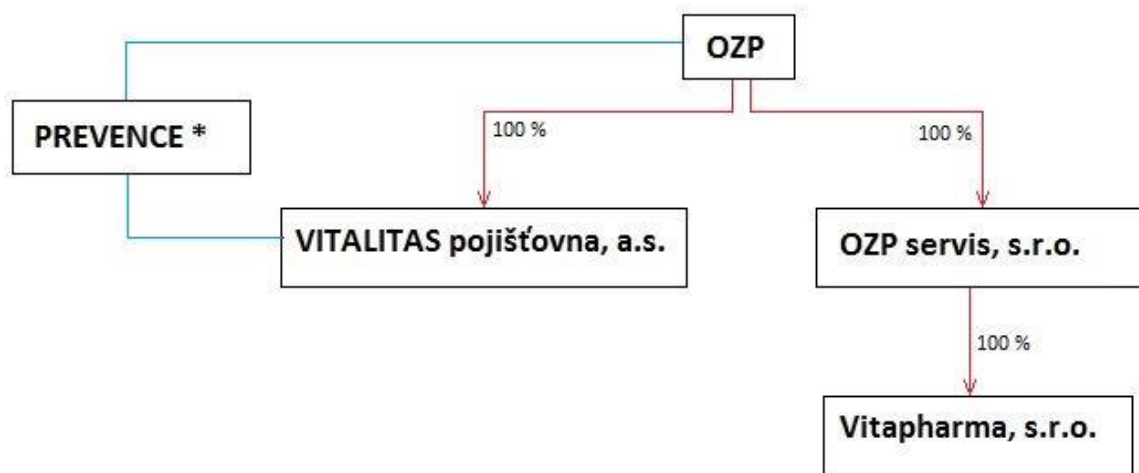 OZP
PREVENCE *
100 %
100 %
VITALITAS pojišťovna, a.s.
OZP servis, s.r.o.
100 %
Vitapharma, s.r.o.